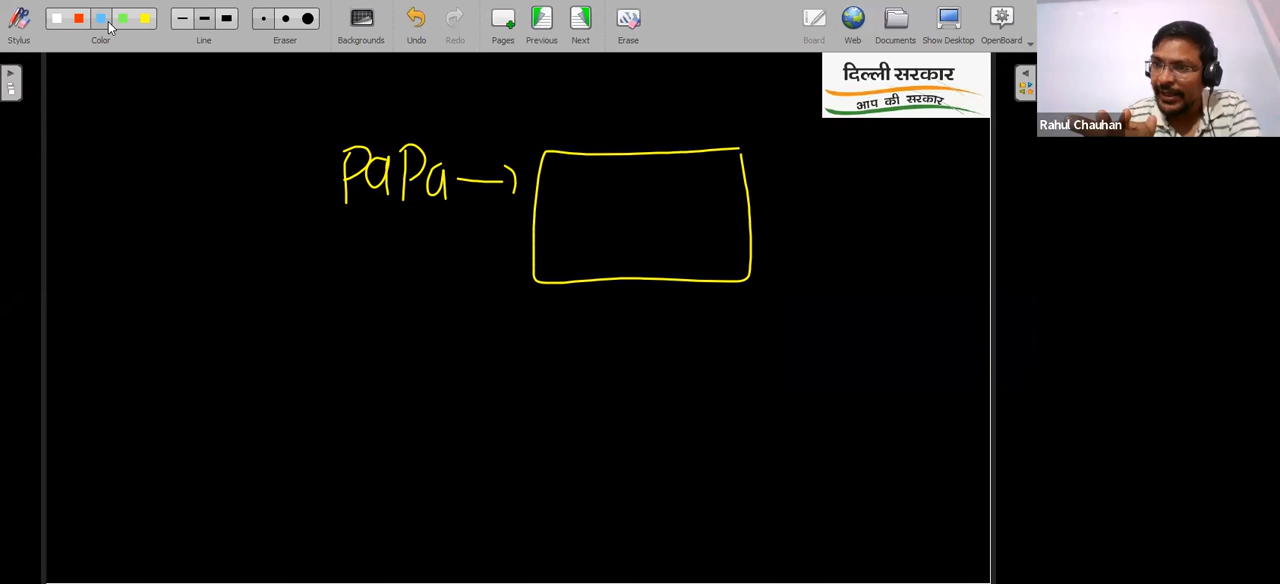 Stylus Color Line Eraser Backgrounds Undo Redo Pages Previous Next Erase Board Web Documents Show Desktop OpenBoard
दिल्ली सरकार
आप की सरकार
Rahul Chauhan
PaPa →